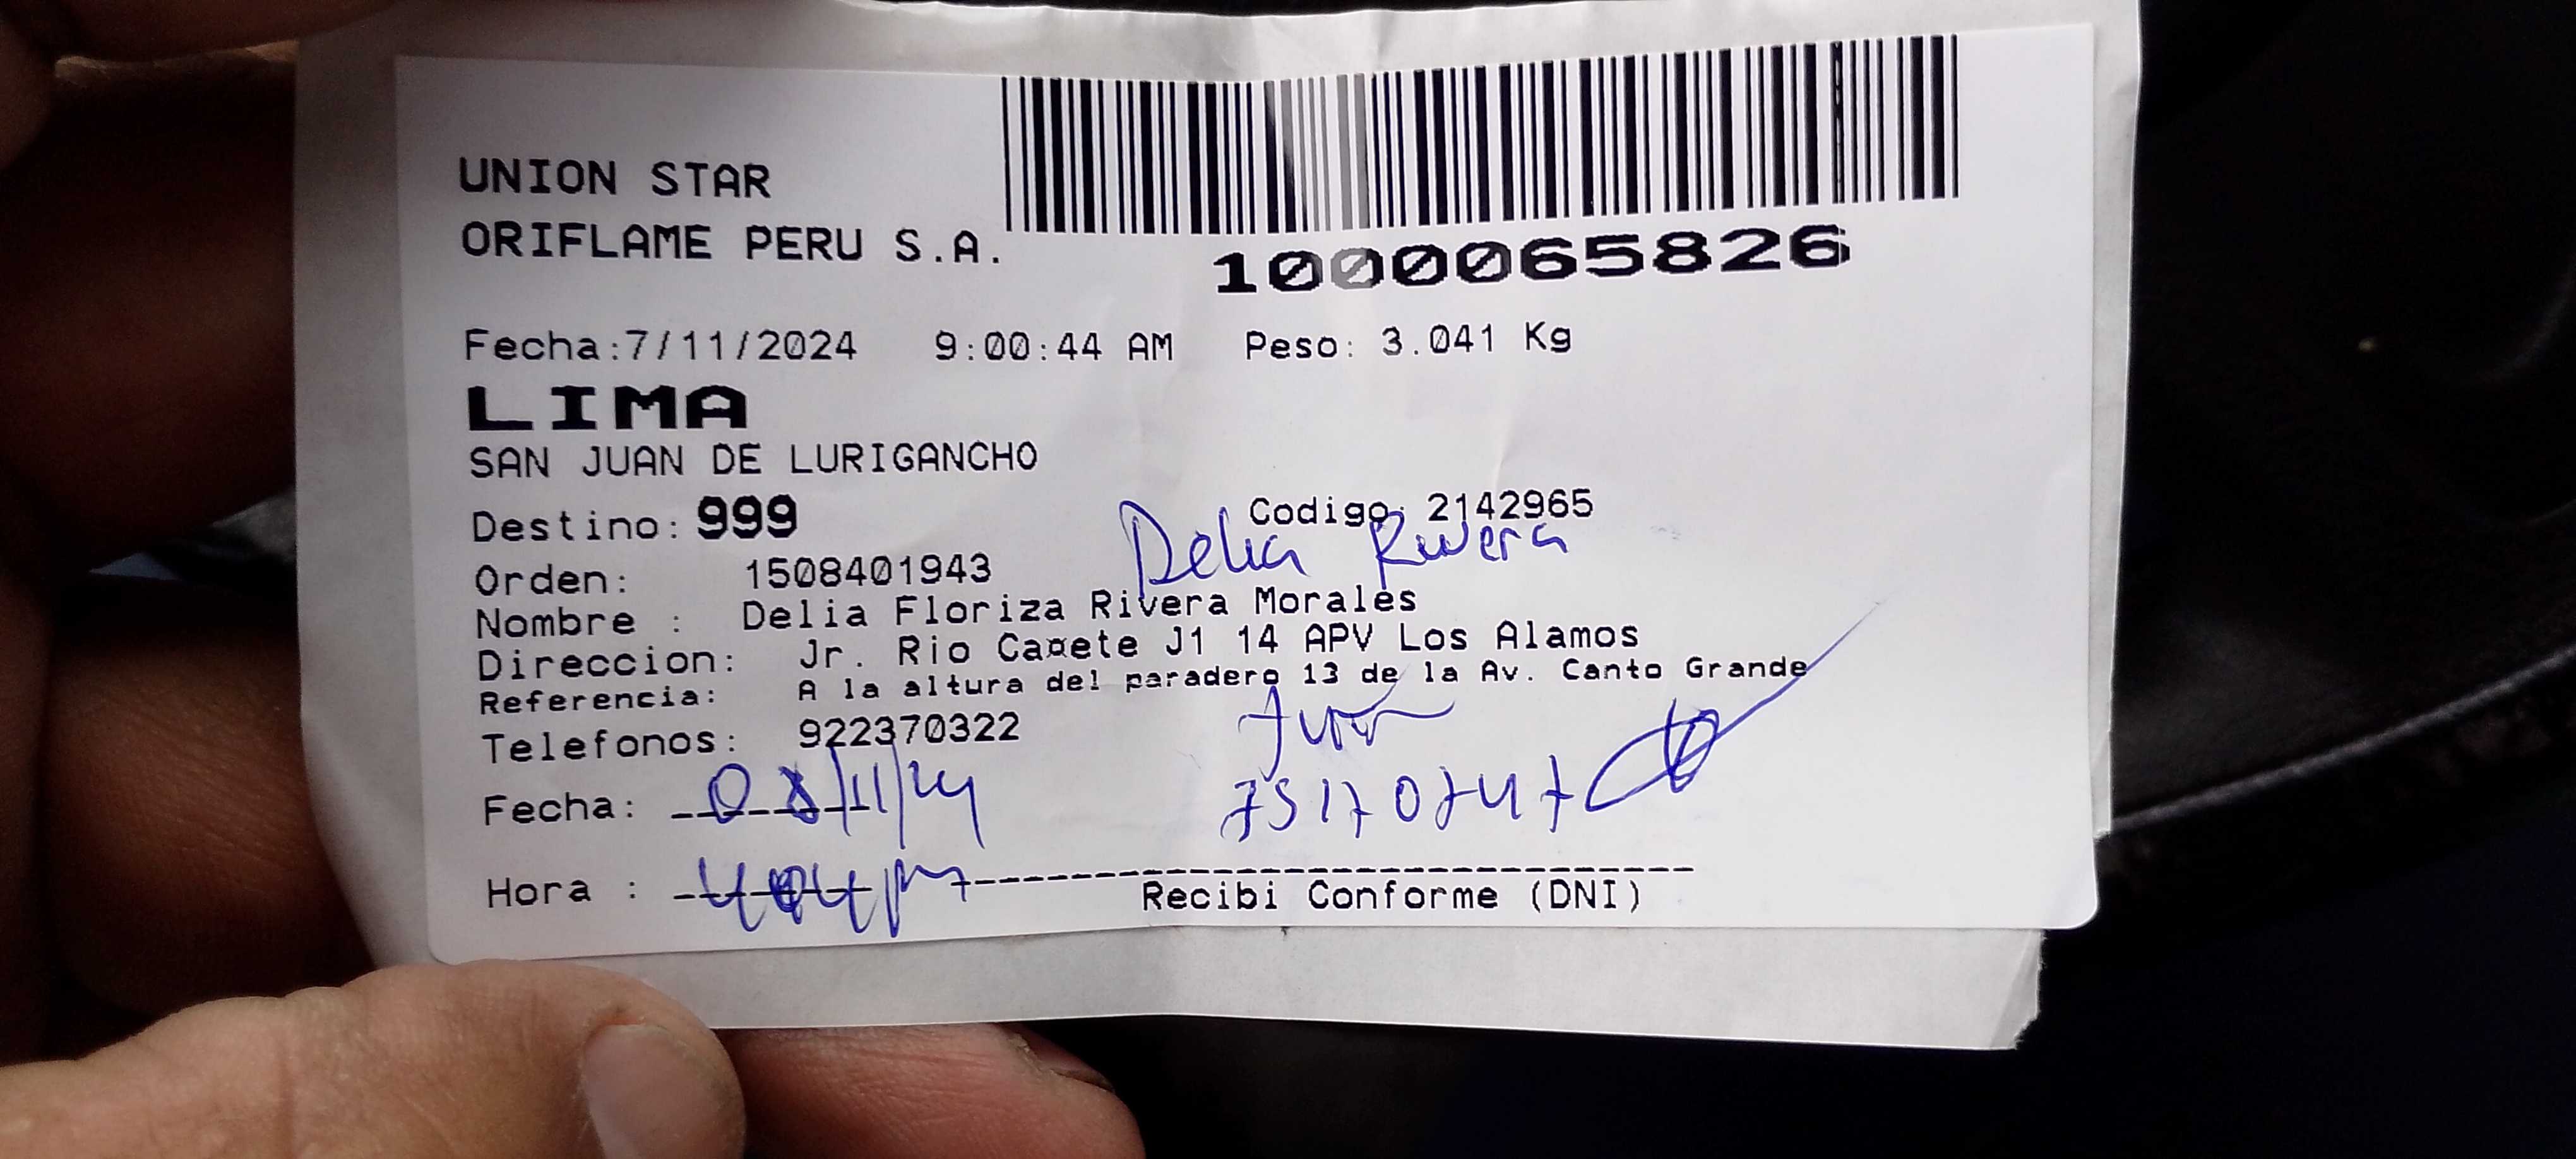 UNION STAR
ORIFLAME PERU S.A.
1000065826
Fecha:7/11/2024 9:00:44 AM Peso: 3.041 Kg
LIMA
SAN JUAN DE LURIGANCHO
Destino: 999 Codigo: 2142965
Delia Rivera
Orden: 1508401943
Nombre : Delia Floriza Rivera Morales
Direccion: Jr. Rio Ca¤ete J1 14 APV Los Alamos
Referencia: A la altura del paradero 13 de la Av. Canto Grande
Telefonos: 922370322
Fecha: 08/11/24
Hora :
Recibi Conforme (DNI)